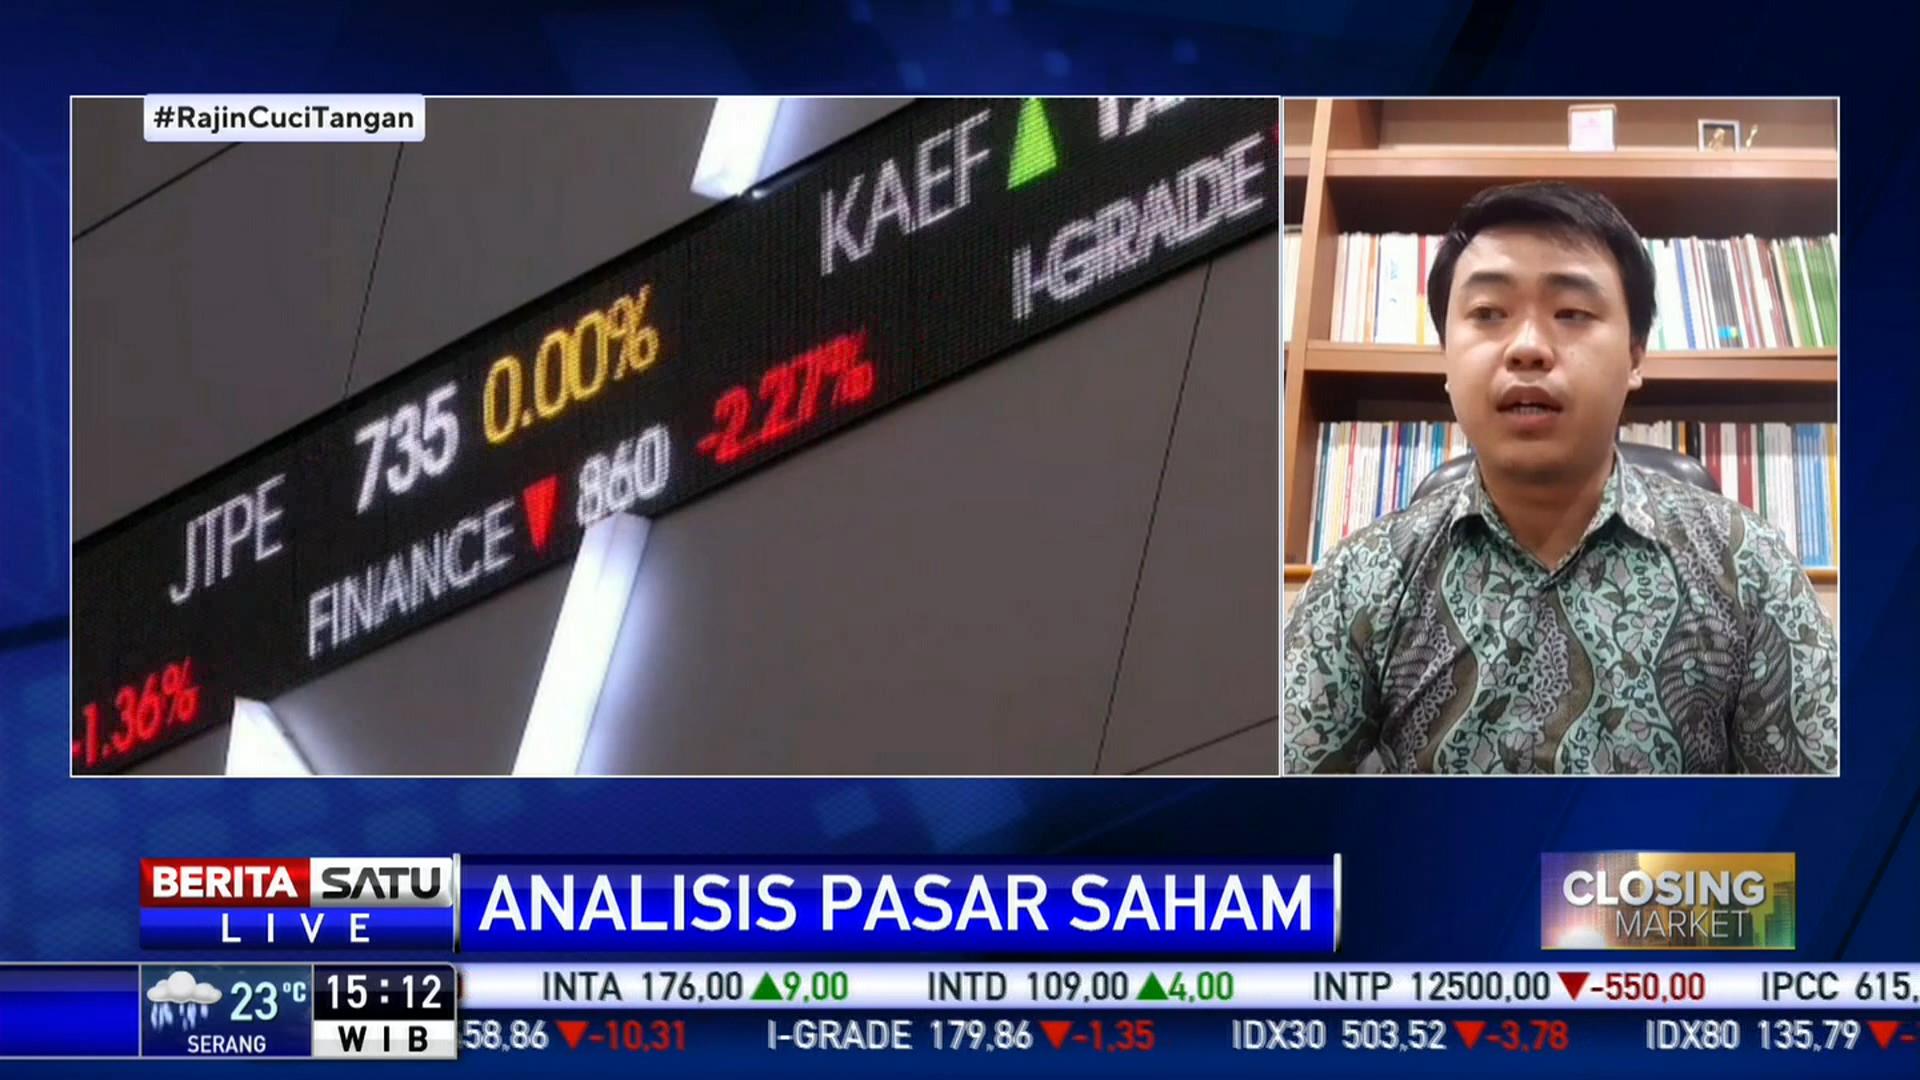 #RajinCuciTangan
KAEF
I-GRADE
JTPE 735 0.00%
FINANCE 860 -2.27%
-1.36%
BERITA SATU
LIVE
ANALISIS PASAR SAHAM
CLOSING
MARKET
23°C
SERANG
15:12
WIB
INTA 176,00 ▲9,00 INTD 109,00 ▲4,00 INTP 12500,00 ▼-550,00 IPCC 615,
58,86 ▼-10,31 I-GRADE 179,86 ▼-1,35 IDX30 503,52 ▼-3,78 IDX80 135,79 ▼-